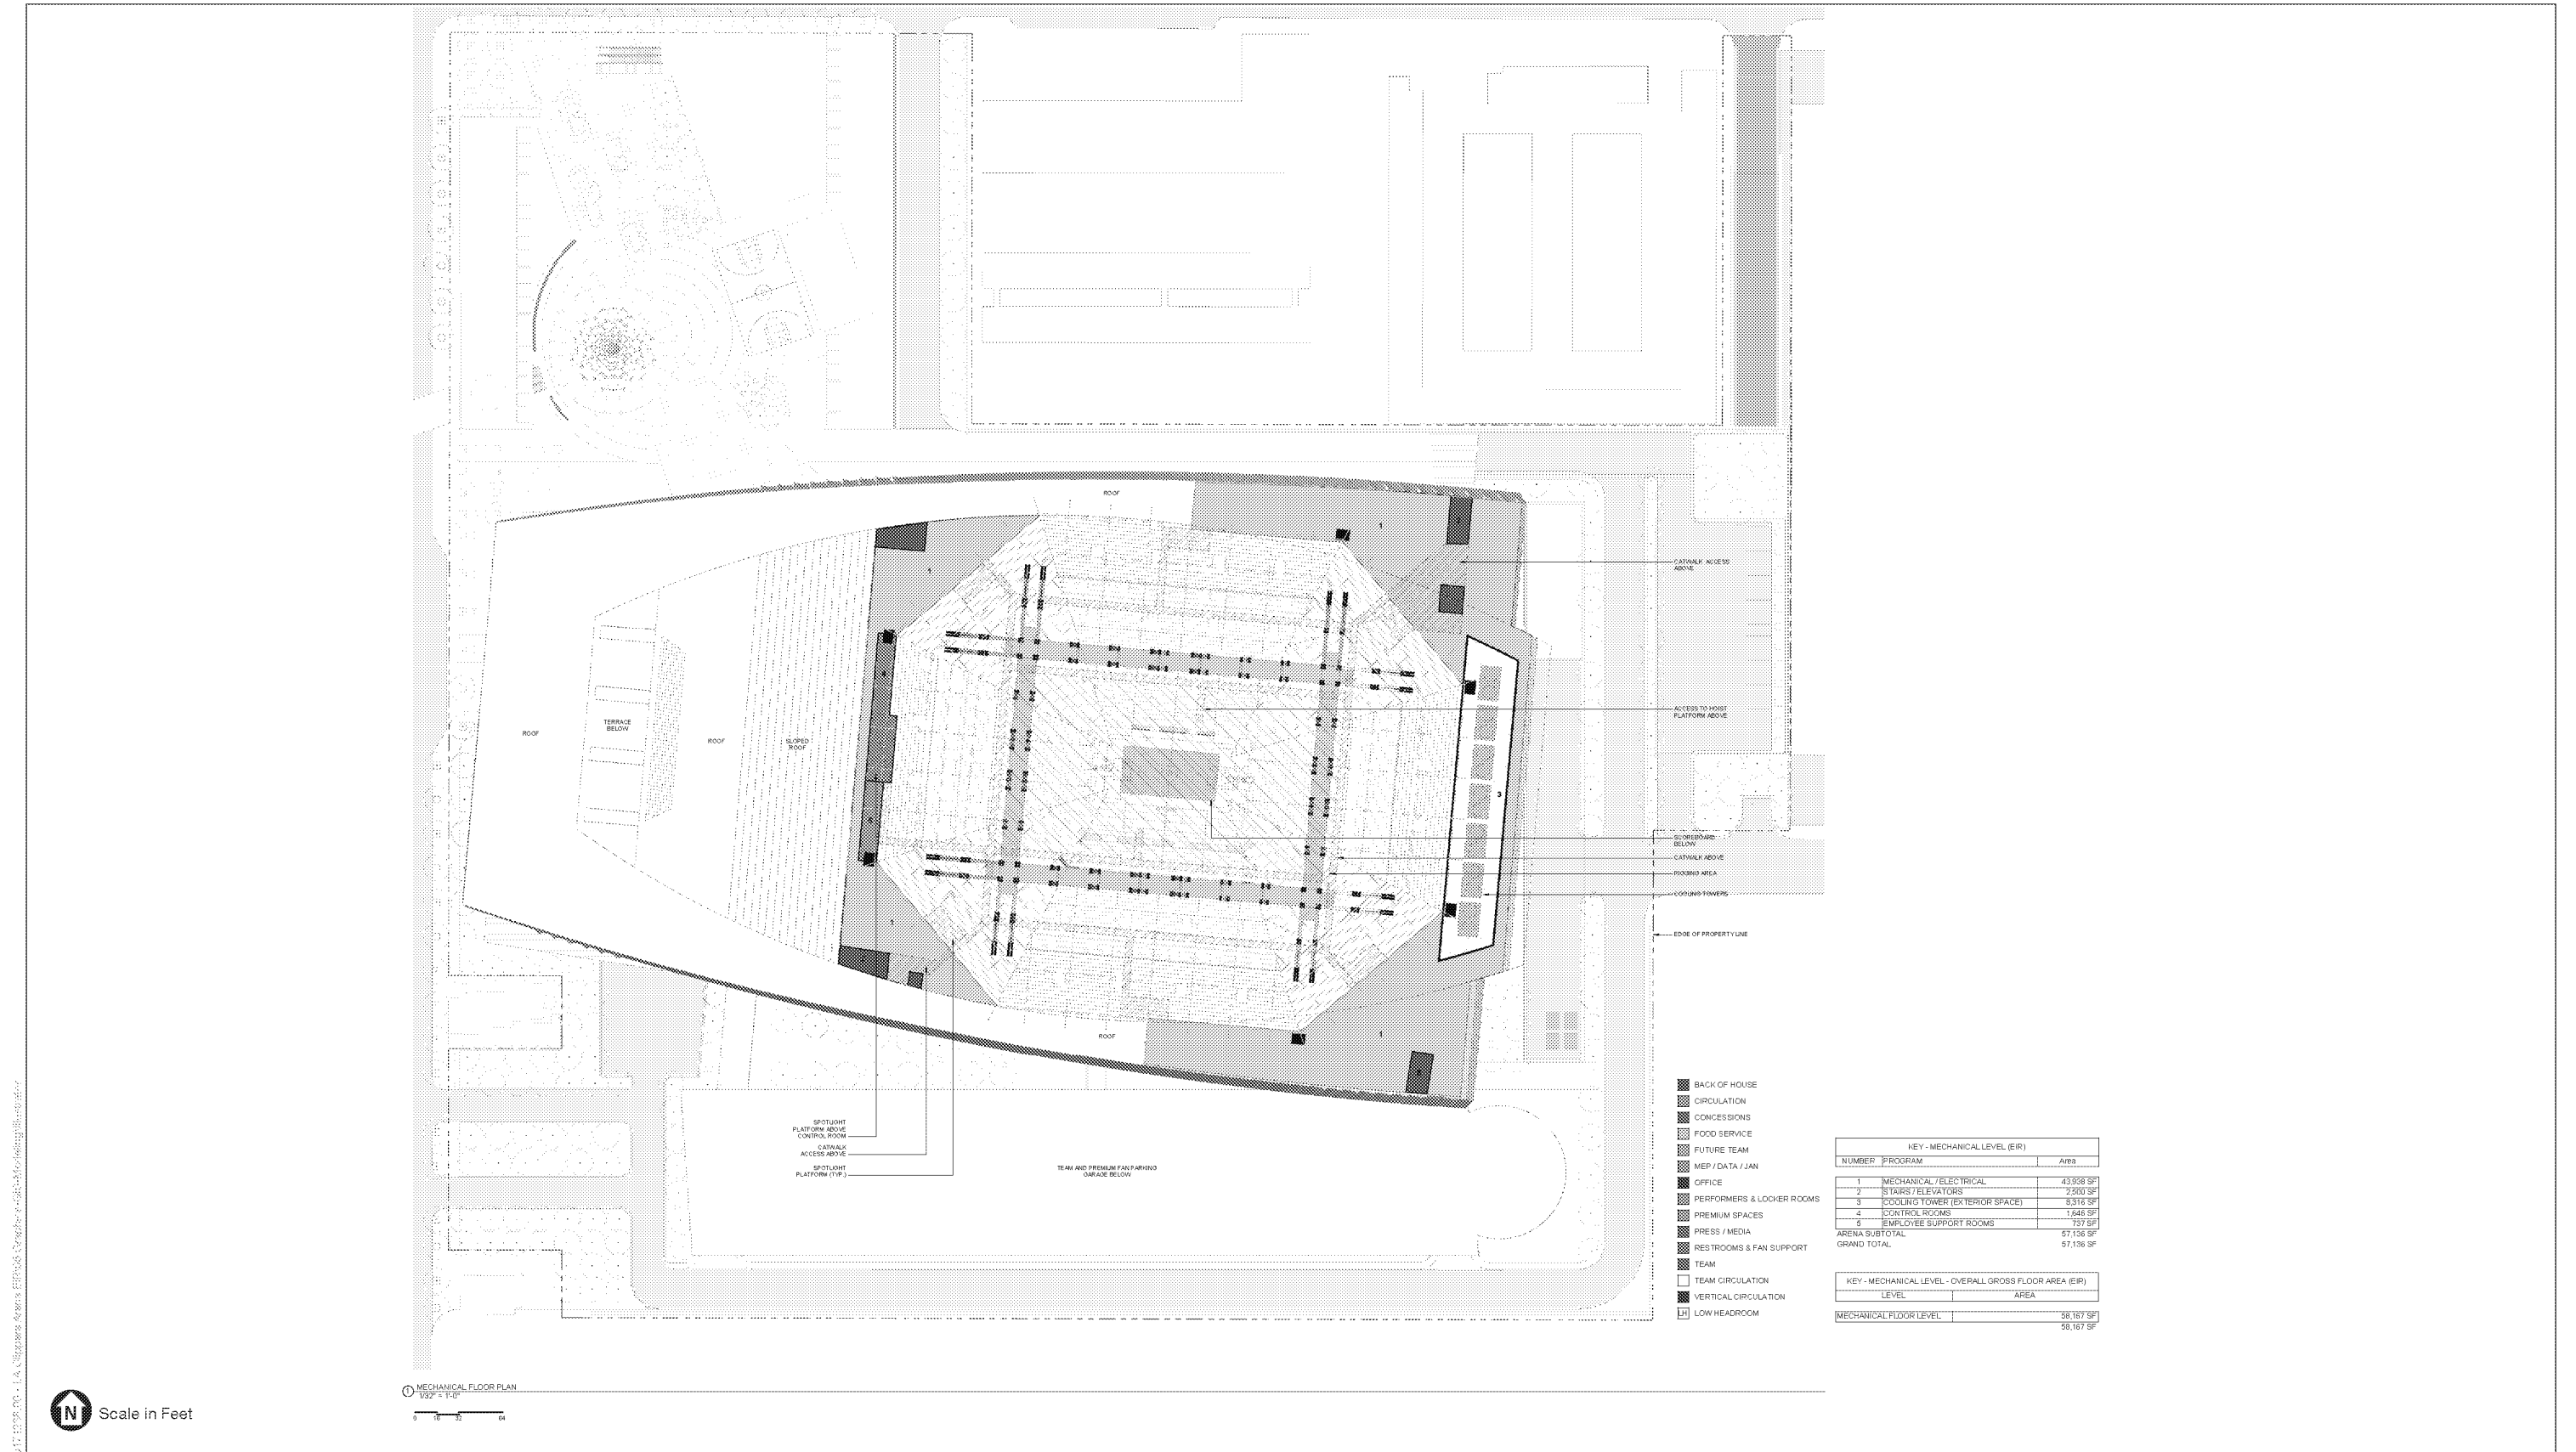 ROOF
1
CATWALK ACCESS
ABOVE
1
ACCESS TO HOIST
PLATFORM ABOVE
TERRACE
BELOW
ROOF
ROOF
SLOPED
ROOF
3
SCOREBOARD
BELOW
CATWALK ABOVE
RIGGING AREA
COOLING TOWERS
1
EDGE OF PROPERTY LINE
ROOF
1
SPOTLIGHT
PLATFORM ABOVE
CONTROL ROOM
CATWALK
ACCESS ABOVE
SPOTLIGHT
PLATFORM (TYP.)
TEAM AND PREMIUM FAN PARKING
GARAGE BELOW
BACK OF HOUSE
CIRCULATION
CONCESSIONS
FOOD SERVICE
FUTURE TEAM
MEP / DATA / JAN
OFFICE
PERFORMERS & LOCKER ROOMS
PREMIUM SPACES
PRESS / MEDIA
RESTROOMS & FAN SUPPORT
TEAM
TEAM CIRCULATION
VERTICAL CIRCULATION
LH LOW HEADROOM
KEY - MECHANICAL LEVEL (EIR)
NUMBER PROGRAM Area
1 MECHANICAL / ELECTRICAL 43,938 SF
2 STAIRS / ELEVATORS 2,500 SF
3 COOLING TOWER (EXTERIOR SPACE) 8,316 SF
4 CONTROL ROOMS 1,646 SF
5 EMPLOYEE SUPPORT ROOMS 737 SF
ARENA SUBTOTAL 57,136 SF
GRAND TOTAL 57,136 SF
KEY - MECHANICAL LEVEL - OVERALL GROSS FLOOR AREA (EIR)
LEVEL AREA
MECHANICAL FLOOR LEVEL 58,167 SF
58,167 SF
1 MECHANICAL FLOOR PLAN
1/32" = 1'-0"
0 16 32 64
N Scale in Feet